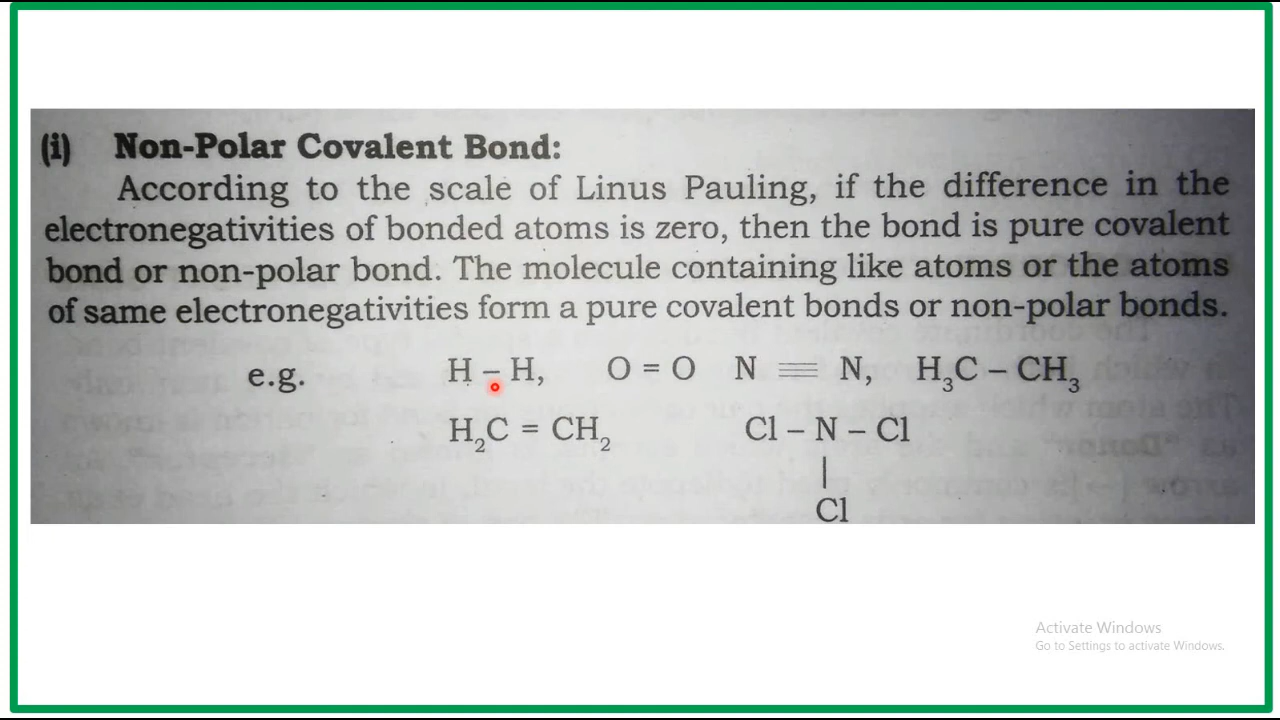 (i) Non-Polar Covalent Bond:
According to the scale of Linus Pauling, if the difference in the
electronegativities of bonded atoms is zero, then the bond is pure covalent
bond or non-polar bond. The molecule containing like atoms or the atoms
of same electronegativities form a pure covalent bonds or non-polar bonds.
e.g. H – H, O = O N ≡ N, H₃C – CH₃
H₂C = CH₂ Cl – N – Cl
|
Cl
Activate Windows
Go to Settings to activate Windows.